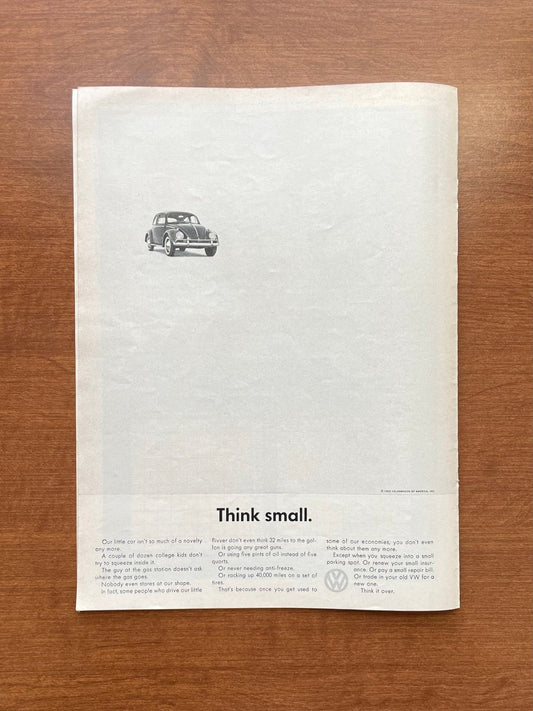 © 1962 VOLKSWAGEN OF AMERICA, INC.
Think small.
Our little car isn't so much of a novelty
any more.
A couple of dozen college kids don't
try to squeeze inside it.
The guy at the gas station doesn't ask
where the gas goes.
Nobody even stares at our shape.
In fact, some people who drive our little
flivver don't even think 32 miles to the gal-
lon is going any great guns.
Or using five pints of oil instead of five
quarts.
Or never needing anti-freeze.
Or racking up 40,000 miles on a set of
tires.
That's because once you get used to
some of our economies, you don't even
think about them any more.
Except when you squeeze into a small
parking spot. Or renew your small insur-
ance. Or pay a small repair bill.
Or trade in your old VW for a
new one.
Think it over.
VW